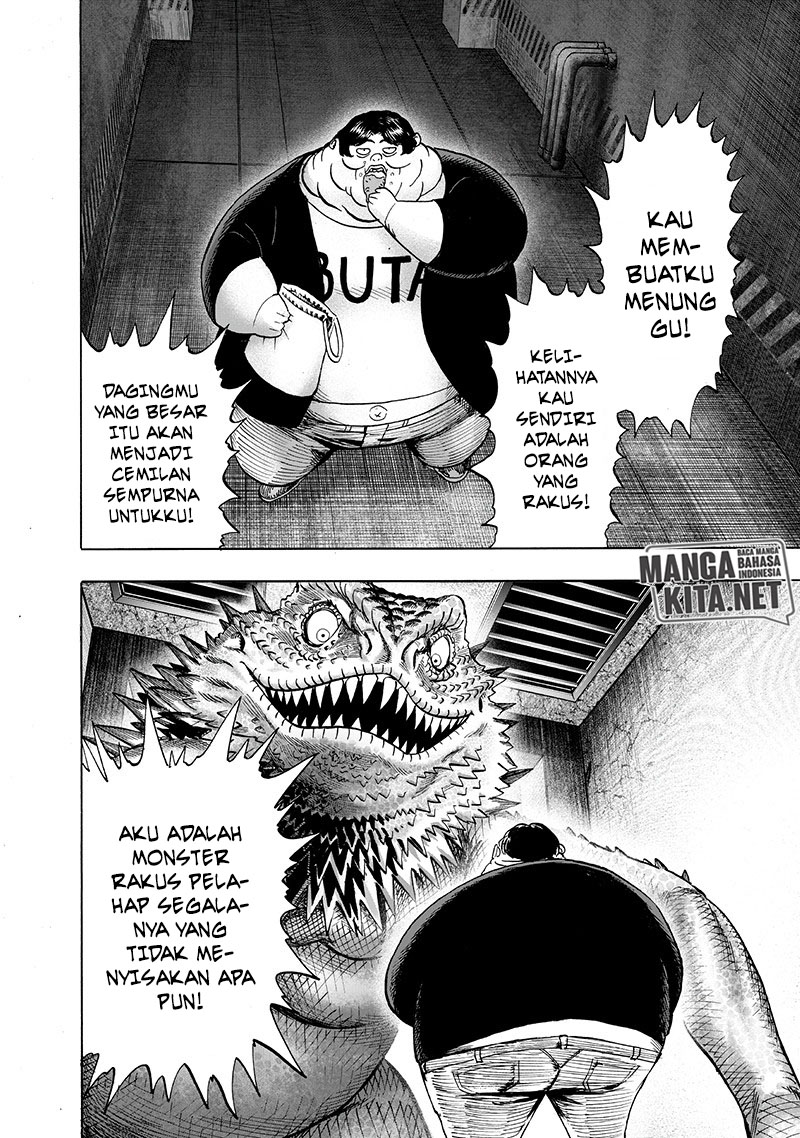 KAU
MEM-
BUATKU
MENUNG
GU!
KELI-
HATANNYA
KAU
SENDIRI
ADALAH
ORANG
YANG
RAKUS!
BUTA
DAGINGMU
YANG BESAR
ITU AKAN
MENJADI
CEMILAN
SEMPURNA
UNTUKKU!
MANGA
KITA.NET
BACA MANGA
BAHASA
INDONESIA
AKU ADALAH
MONSTER
RAKUS PELA-
HAP SEGALA-
NYA YANG
TIDAK ME-
NYISAKAN APA
PUN!